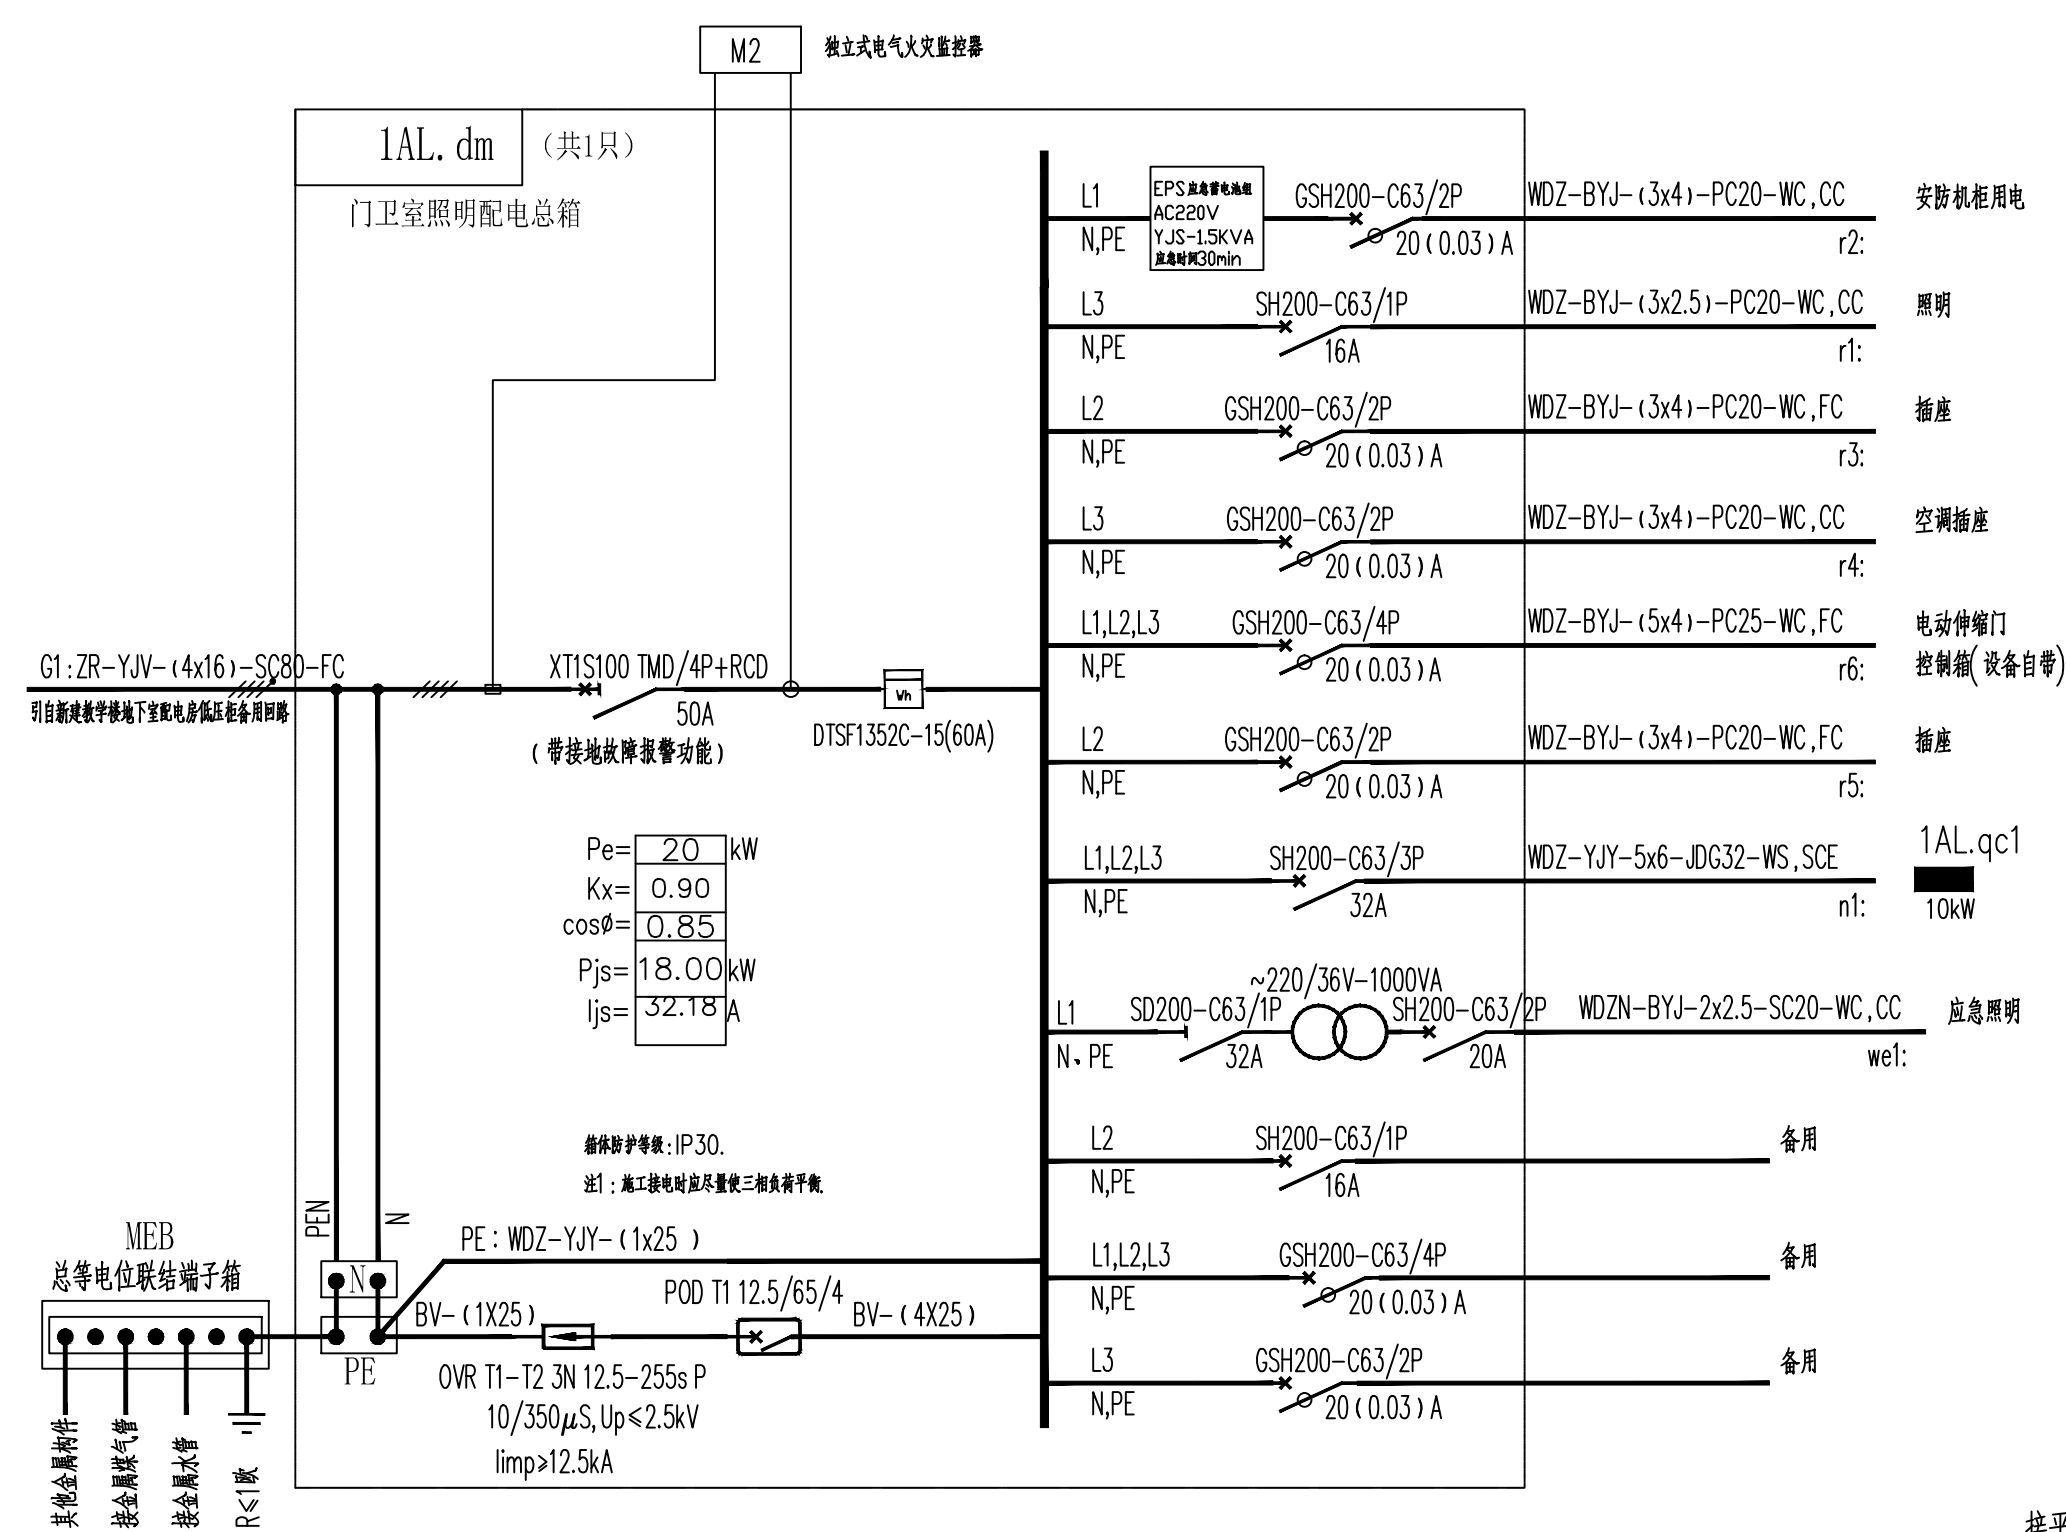 M2
独立式电气火灾监控器
1AL.dm
(共1只)
门卫室照明配电总箱
L1
N,PE
EPS应急蓄电池组
AC220V
YJS-1.5KVA
应急时间30min
GSH200-C63/2P
20(0.03)A
WDZ-BYJ-(3x4)-PC20-WC,CC
r2:
安防机柜用电
L3
N,PE
SH200-C63/1P
16A
WDZ-BYJ-(3x2.5)-PC20-WC,CC
r1:
照明
L2
N,PE
GSH200-C63/2P
20(0.03)A
WDZ-BYJ-(3x4)-PC20-WC,FC
r3:
插座
L3
N,PE
GSH200-C63/2P
20(0.03)A
WDZ-BYJ-(3x4)-PC20-WC,CC
r4:
空调插座
L1,L2,L3
N,PE
GSH200-C63/4P
20(0.03)A
WDZ-BYJ-(5x4)-PC25-WC,FC
r6:
电动伸缩门
控制箱(设备自带)
G1:ZR-YJV-(4x16)-SC80-FC
引自新建教学楼地下室配电房低压柜备用回路
XT1S100 TMD/4P+RCD
50A
(带接地故障报警功能)
Wh
DTSF1352C-15(60A)
L2
N,PE
GSH200-C63/2P
20(0.03)A
WDZ-BYJ-(3x4)-PC20-WC,FC
r5:
插座
Pe= 20 kW
Kx= 0.90
cosø= 0.85
Pjs= 18.00 kW
Ijs= 32.18 A
L1,L2,L3
N,PE
SH200-C63/3P
32A
WDZ-YJY-5x6-JDG32-WS,SCE
n1:
1AL.qc1
10kW
L1
N、PE
SD200-C63/1P
32A
~220/36V-1000VA
SH200-C63/2P
20A
WDZN-BYJ-2x2.5-SC20-WC,CC
we1:
应急照明
箱体防护等级:IP30.
注1:施工接电时应尽量使三相负荷平衡.
L2
N,PE
SH200-C63/1P
16A
备用
L1,L2,L3
N,PE
GSH200-C63/4P
20(0.03)A
备用
L3
N,PE
GSH200-C63/2P
20(0.03)A
备用
PEN
N
MEB
总等电位联结端子箱
N
PE
PE:WDZ-YJY-(1x25 )
BV-(1X25)
POD T1 12.5/65/4
BV-(4X25)
OVR T1-T2 3N 12.5-255s P
10/350μS,Up≤2.5kV
Iimp≥12.5kA
其他金属构件
接金属煤气管
接金属水管
R≤1欧
接平